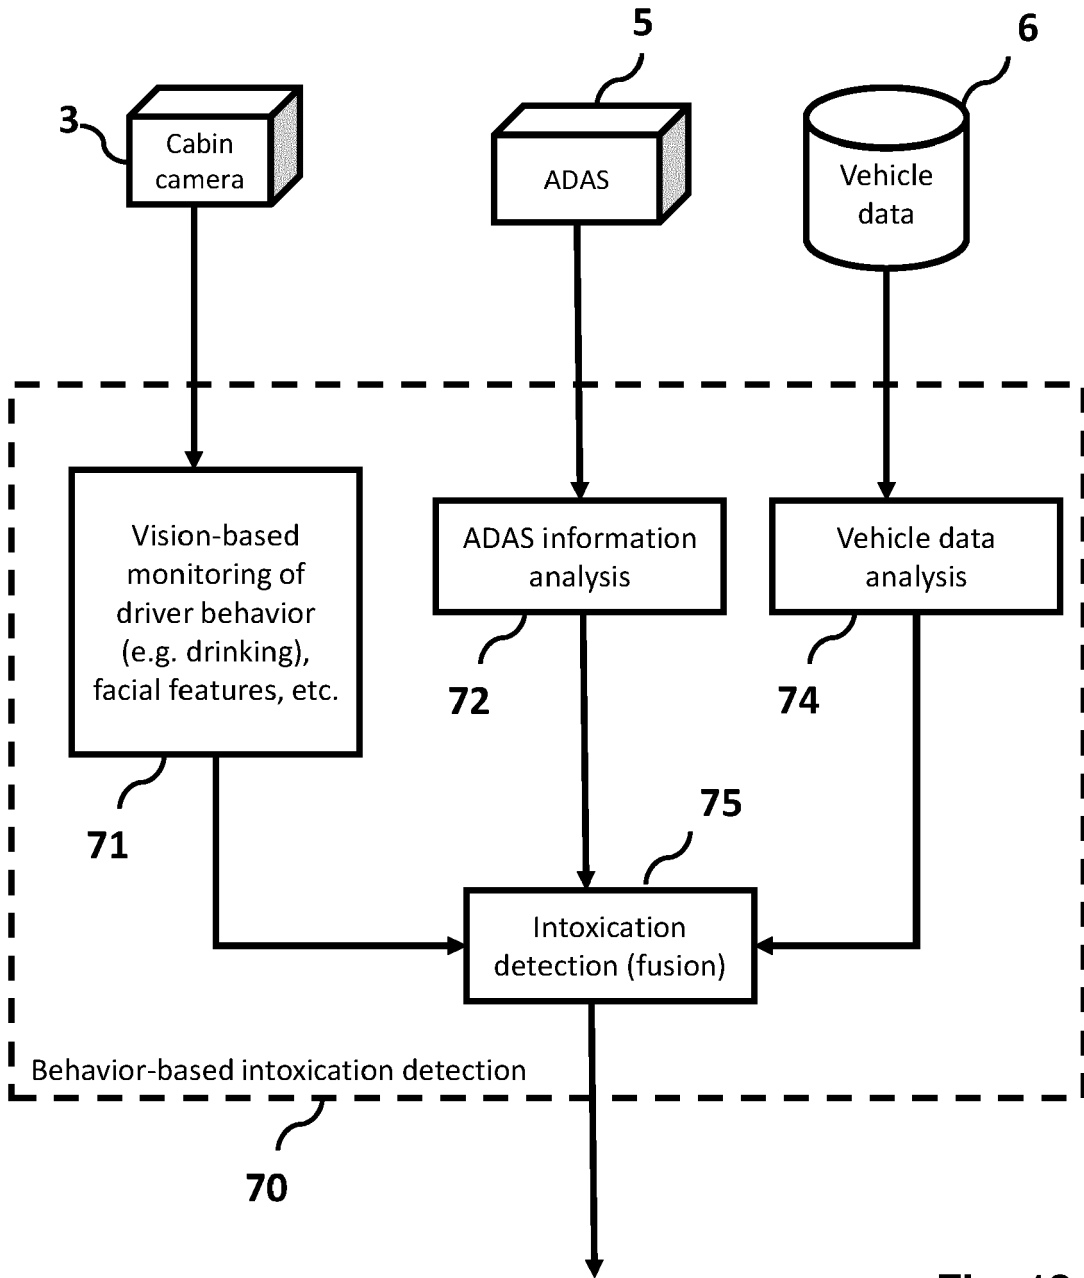 5
6
3
Cabin
camera
ADAS
Vehicle
data
Vision-based
monitoring of
driver behavior
(e.g. drinking),
facial features, etc.
ADAS information
analysis
Vehicle data
analysis
72
74
71
75
Intoxication
detection (fusion)
Behavior-based intoxication detection
70